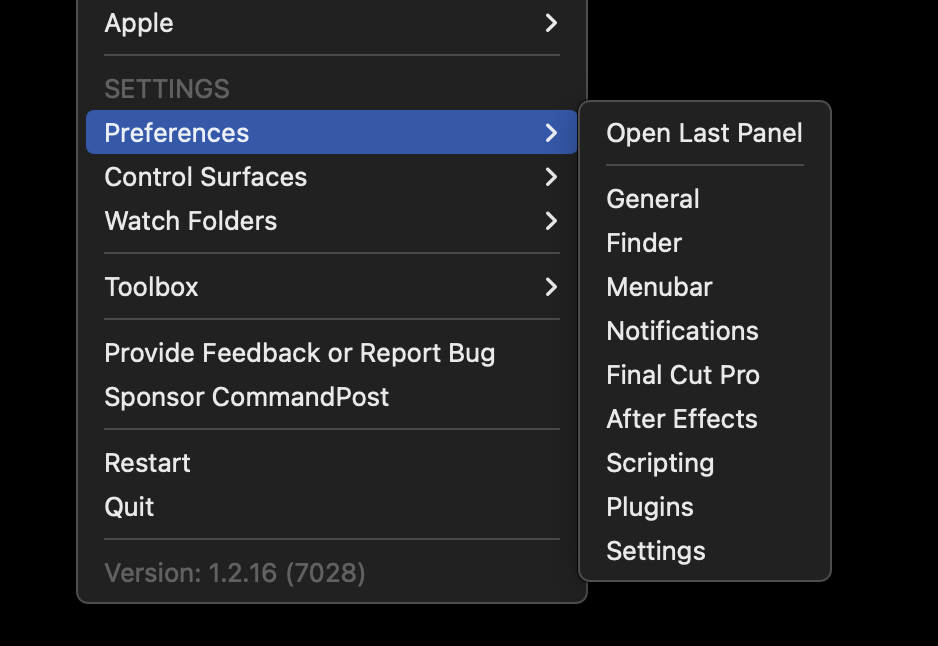 Apple
SETTINGS
Preferences
Control Surfaces
Watch Folders
Toolbox
Provide Feedback or Report Bug
Sponsor CommandPost
Restart
Quit
Version: 1.2.16 (7028)
Open Last Panel
General
Finder
Menubar
Notifications
Final Cut Pro
After Effects
Scripting
Plugins
Settings